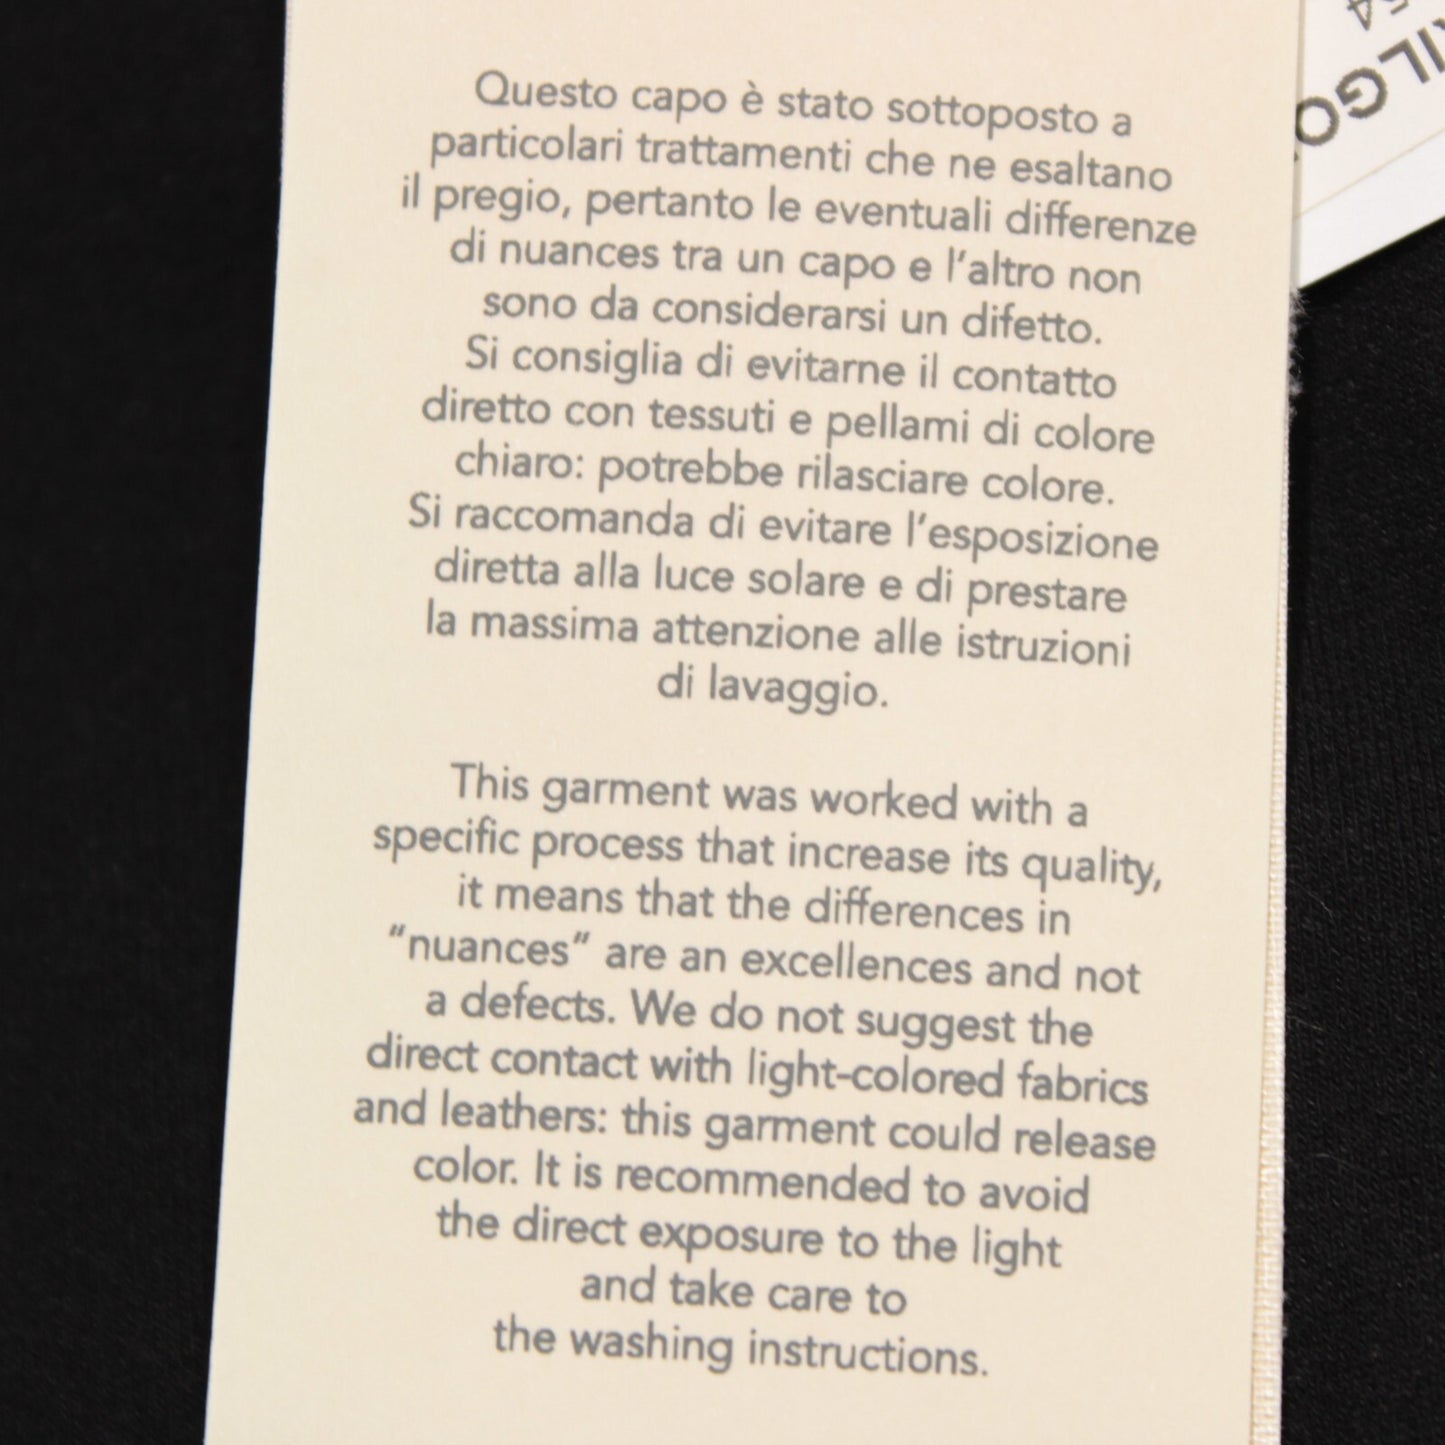 Questo capo è stato sottoposto a
particolari trattamenti che ne esaltano
il pregio, pertanto le eventuali differenze
di nuances tra un capo e l'altro non
sono da considerarsi un difetto.
Si consiglia di evitarne il contatto
diretto con tessuti e pellami di colore
chiaro: potrebbe rilasciare colore.
Si raccomanda di evitare l'esposizione
diretta alla luce solare e di prestare
la massima attenzione alle istruzioni
di lavaggio.
This garment was worked with a
specific process that increase its quality,
it means that the differences in
"nuances" are an excellences and not
a defects. We do not suggest the
direct contact with light-colored fabrics
and leathers: this garment could release
color. It is recommended to avoid
the direct exposure to the light
and take care to
the washing instructions.